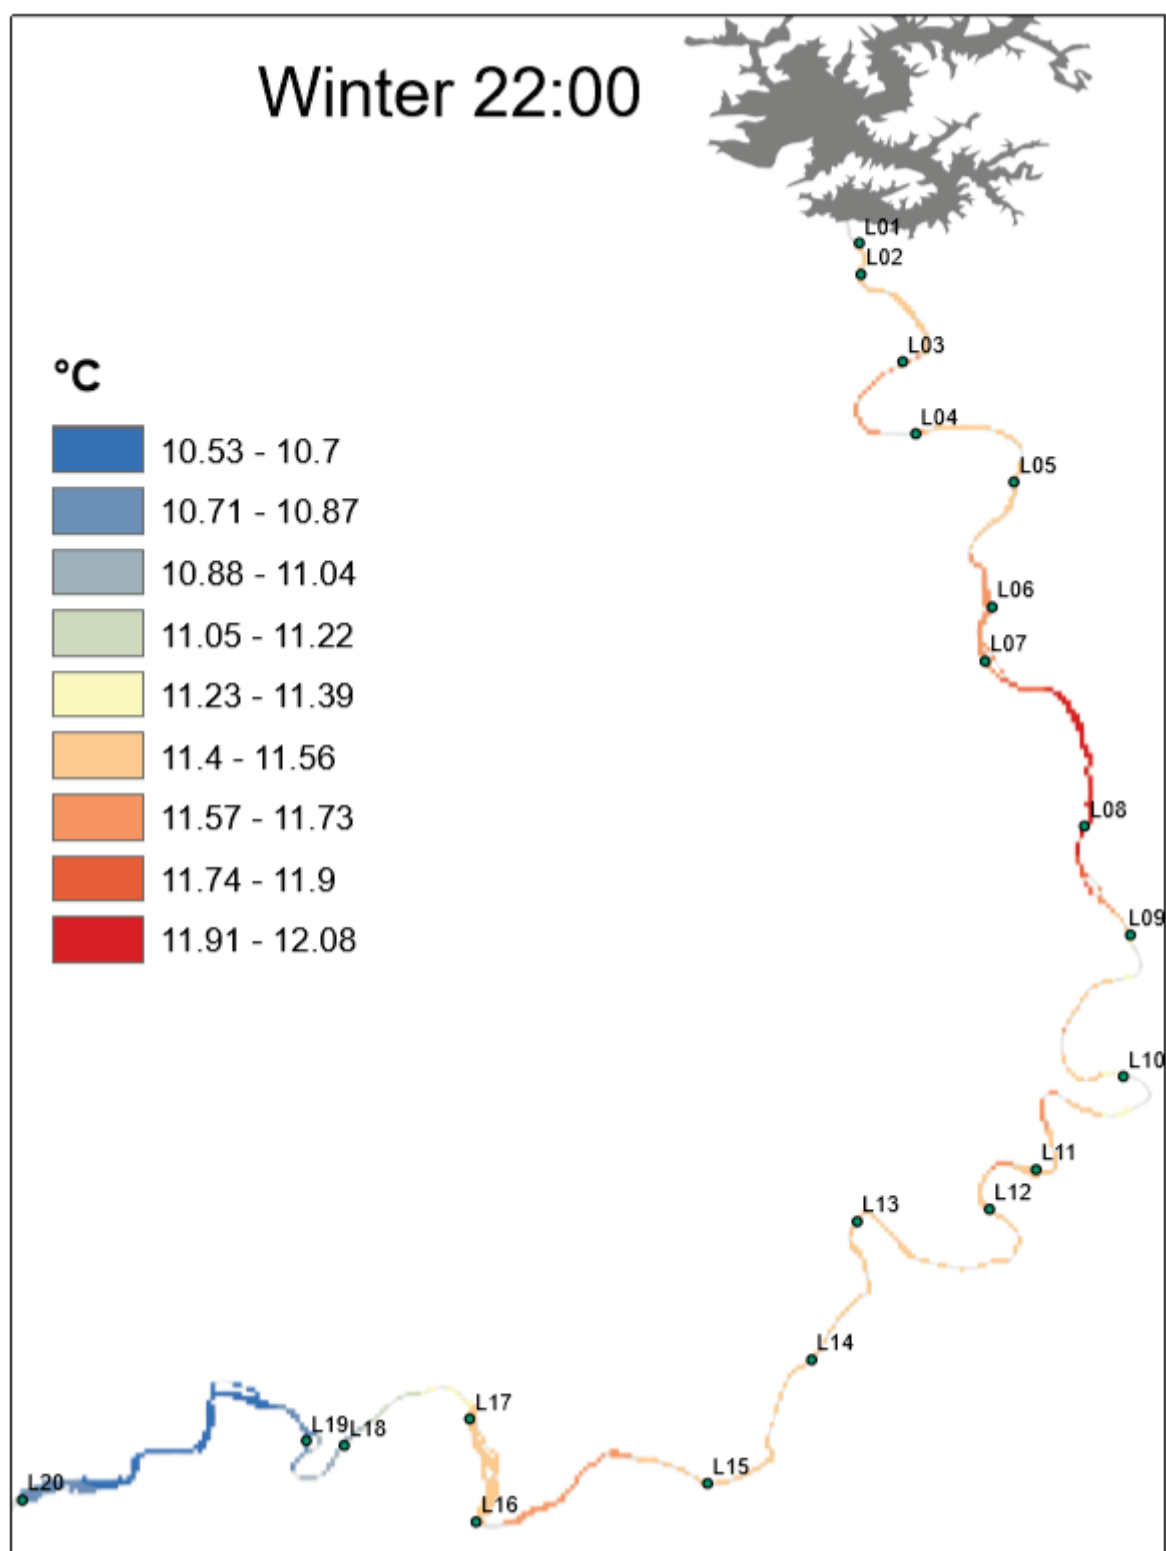 Winter 22:00
L01
L02
L03
°C
L04
10.53 - 10.7
L05
10.71 - 10.87
10.88 - 11.04
L06
11.05 - 11.22
L07
11.23 - 11.39
11.4 - 11.56
L08
11.57 - 11.73
11.74 - 11.9
L09
11.91 - 12.08
L10
L11
L12
L13
L14
L17
L19
L18
L15
L20
L16